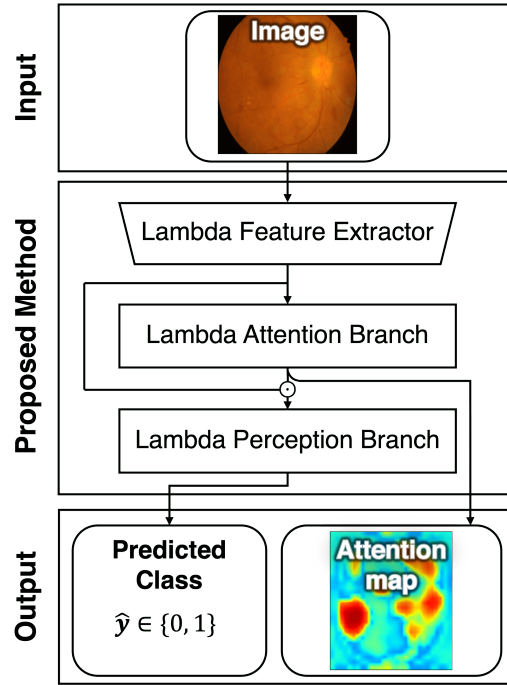 Input
Image
Proposed Method
Lambda Feature Extractor
Lambda Attention Branch
Lambda Perception Branch
Output
Predicted
Class
ŷ ∈ {0, 1}
Attention
map